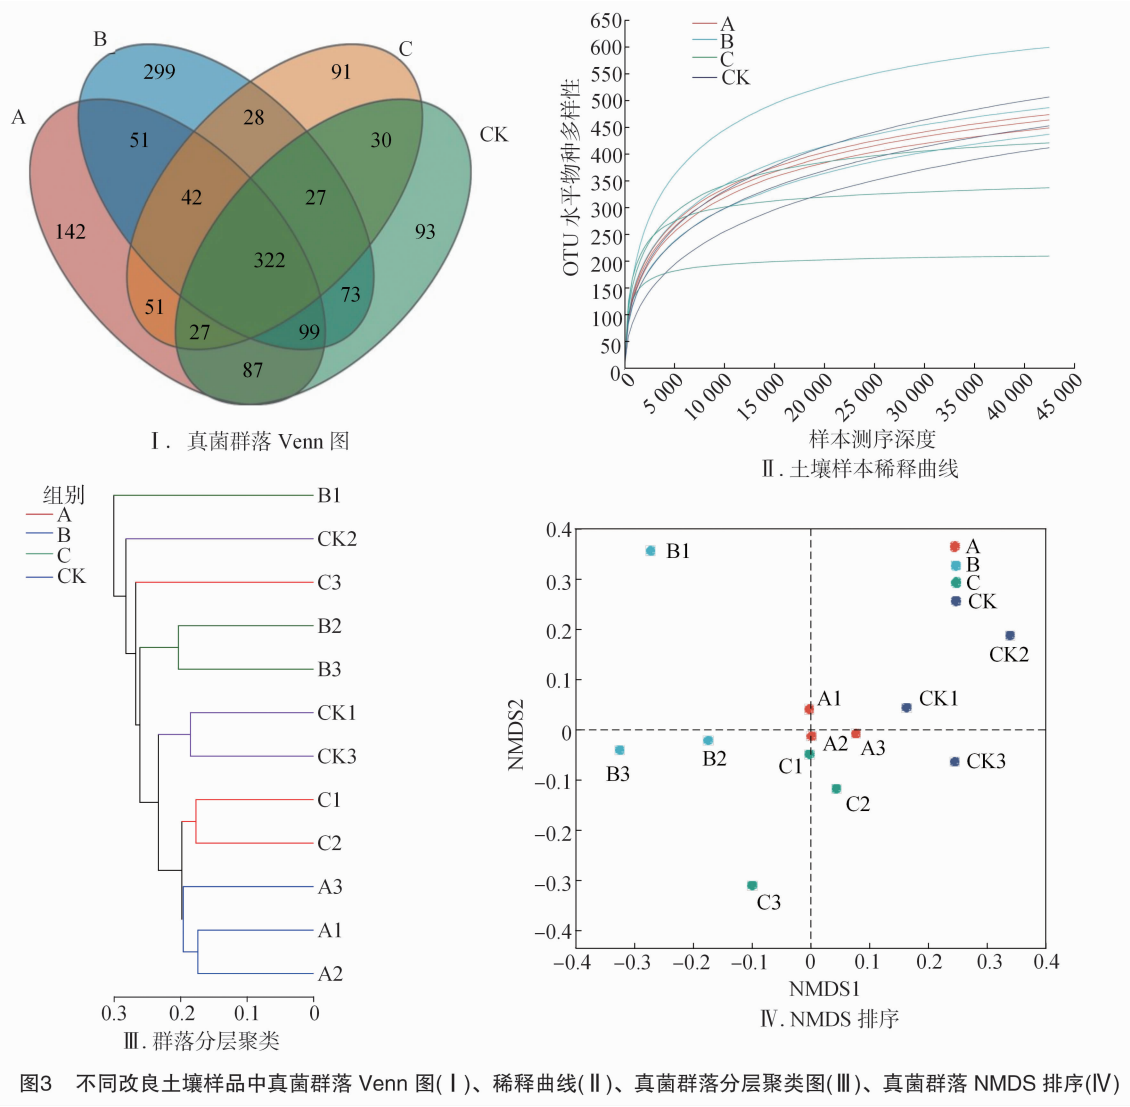 B
C
A
CK
299
91
28
51
30
42
27
142
93
322
51
73
27
99
87
Ⅰ. 真菌群落 Venn 图
A
B
C
CK
650
600
550
500
450
400
350
300
250
200
150
100
50
0
OTU 水平物种多样性
0
5 000
10 000
15 000
20 000
25 000
30 000
35 000
40 000
45 000
样本测序深度
Ⅱ. 土壤样本稀释曲线
组别
A
B
C
CK
B1
CK2
C3
B2
B3
CK1
CK3
C1
C2
A3
A1
A2
0.3 0.2 0.1 0
Ⅲ. 群落分层聚类
0.4
0.3
0.2
0.1
0
−0.1
−0.2
−0.3
−0.4
NMDS2
A
B
C
CK
B1
CK2
A1
CK1
A2
A3
B2
B3
C1
CK3
C2
C3
−0.4 −0.3 −0.2 −0.1 0 0.1 0.2 0.3 0.4
NMDS1
Ⅳ. NMDS 排序
图3 不同改良土壤样品中真菌群落 Venn 图(Ⅰ)、稀释曲线(Ⅱ)、真菌群落分层聚类图(Ⅲ)、真菌群落 NMDS 排序(Ⅳ)